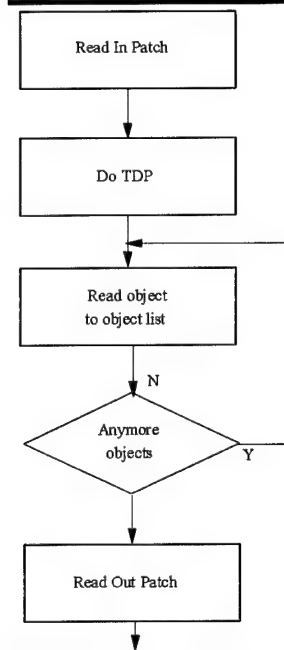 Read In Patch
Do TDP
Read object
to object list
N
Anymore
objects
Y
Read Out Patch